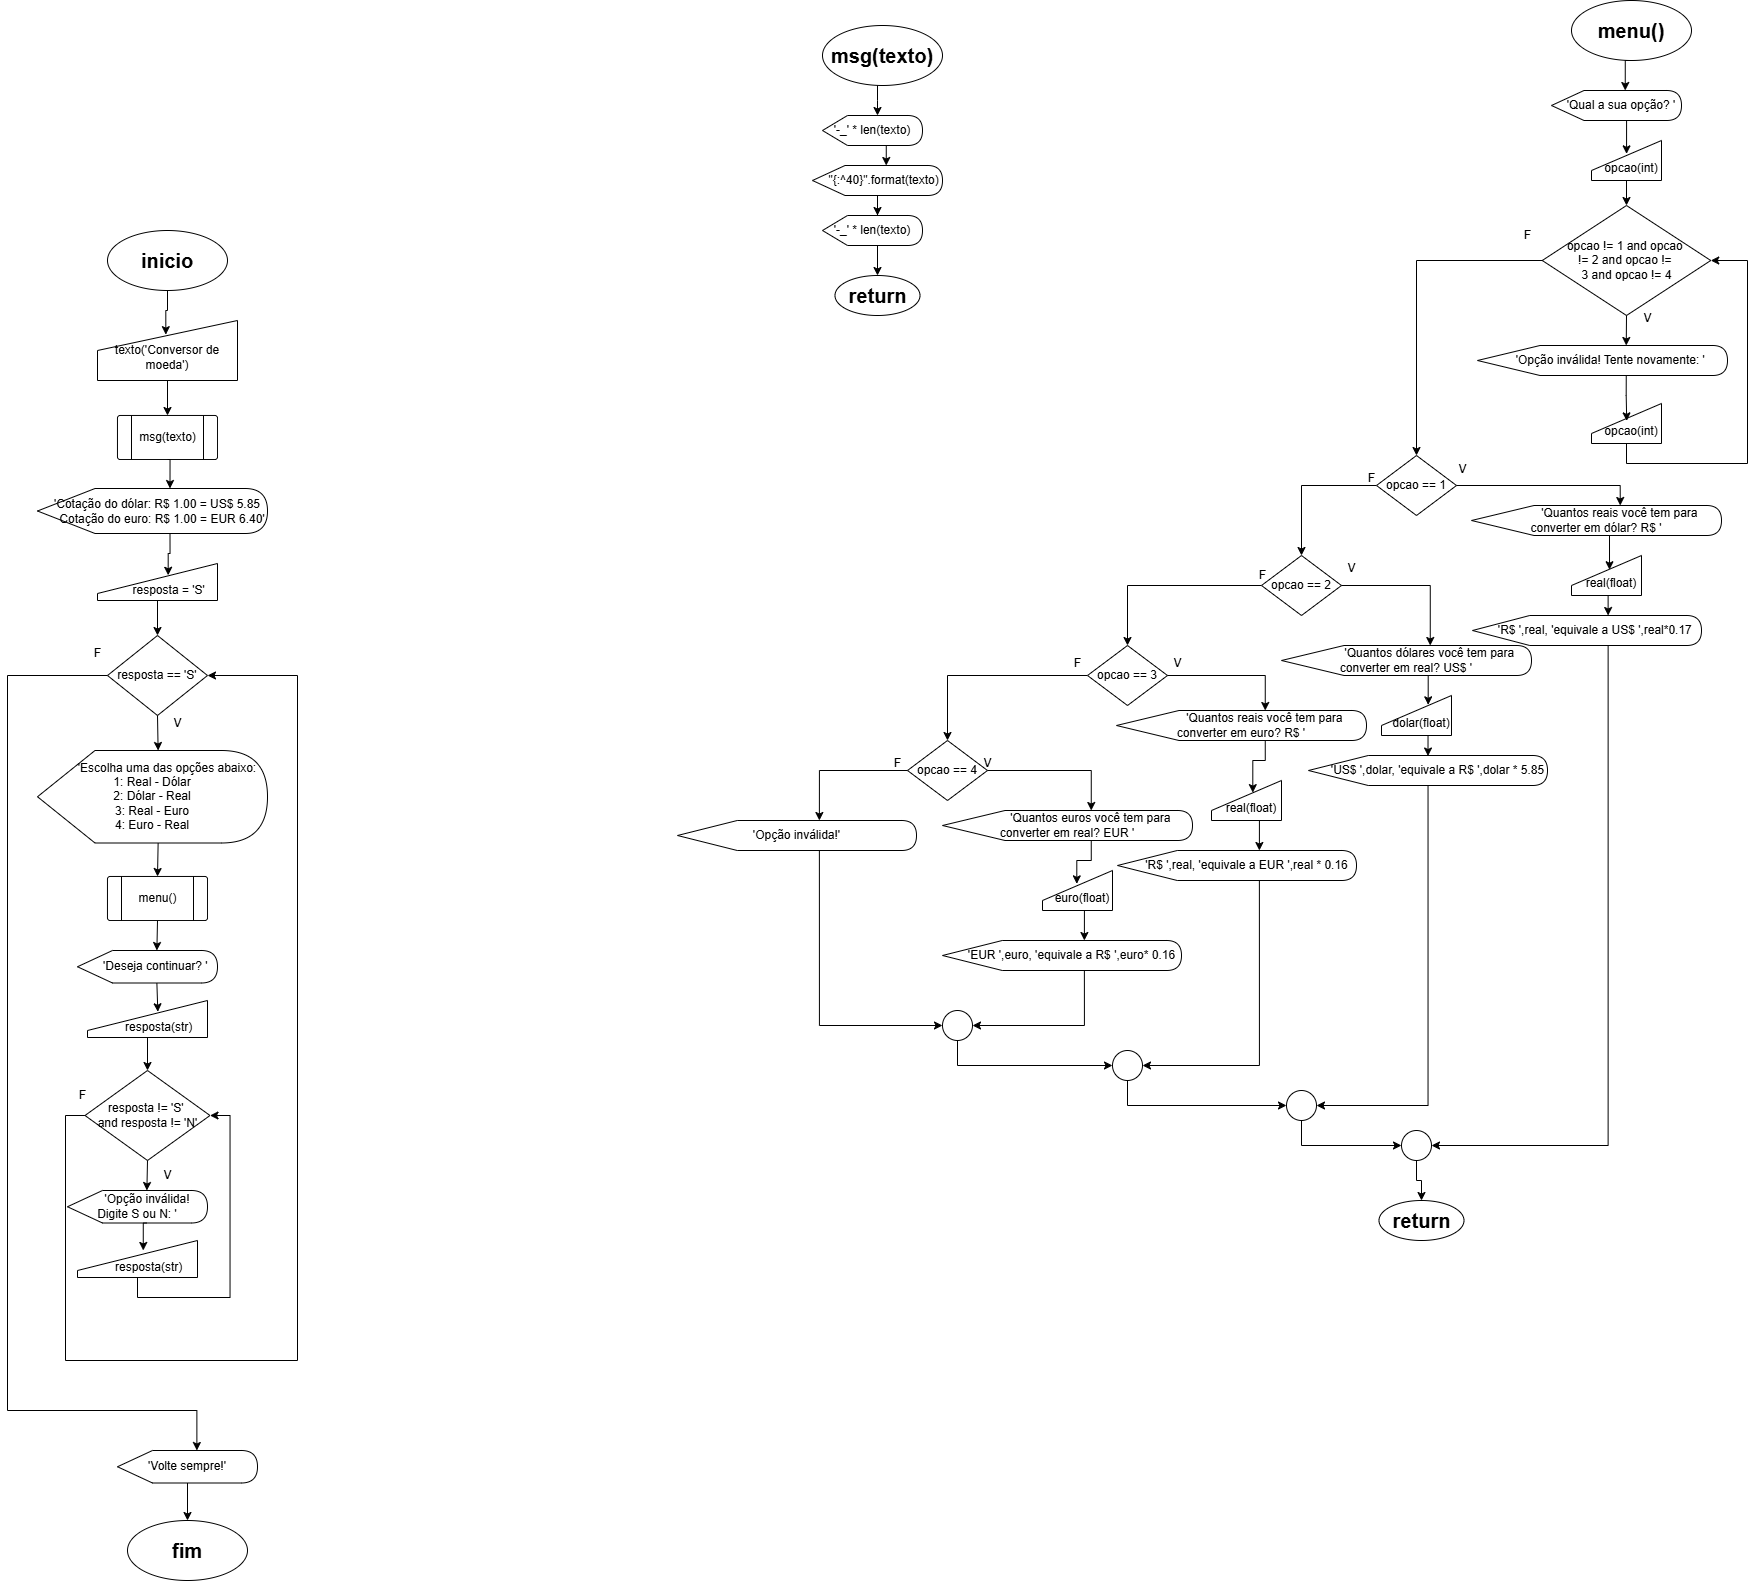 inicio
texto('Conversor de
moeda')
msg(texto)
'Cotação do dólar: R$ 1.00 = US$ 5.85
Cotação do euro: R$ 1.00 = EUR 6.40'
resposta = 'S'
F
resposta == 'S'
V
'Escolha uma das opções abaixo:
1: Real - Dólar
2: Dólar - Real
3: Real - Euro
4: Euro - Real
menu()
'Deseja continuar? '
resposta(str)
F
resposta != 'S'
and resposta != 'N'
V
'Opção inválida!
Digite S ou N: '
resposta(str)
'Volte sempre!'
fim
msg(texto)
'-_' * len(texto)
"{:^40}".format(texto)
'-_' * len(texto)
return
menu()
'Qual a sua opção? '
opcao(int)
F
opcao != 1 and opcao
!= 2 and opcao !=
3 and opcao != 4
V
'Opção inválida! Tente novamente: '
opcao(int)
F
opcao == 1
V
'Quantos reais você tem para
converter em dólar? R$ '
real(float)
'R$ ',real, 'equivale a US$ ',real*0.17
F
opcao == 2
V
'Quantos dólares você tem para
converter em real? US$ '
dolar(float)
'US$ ',dolar, 'equivale a R$ ',dolar * 5.85
F
opcao == 3
V
'Quantos reais você tem para
converter em euro? R$ '
real(float)
'R$ ',real, 'equivale a EUR ',real * 0.16
F
opcao == 4
V
'Opção inválida!'
'Quantos euros você tem para
converter em real? EUR '
euro(float)
'EUR ',euro, 'equivale a R$ ',euro* 0.16
return